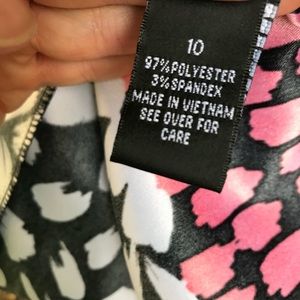 10
97%POLYESTER
3%SPANDEX
MADE IN VIETNAM
SEE OVER FOR
CARE